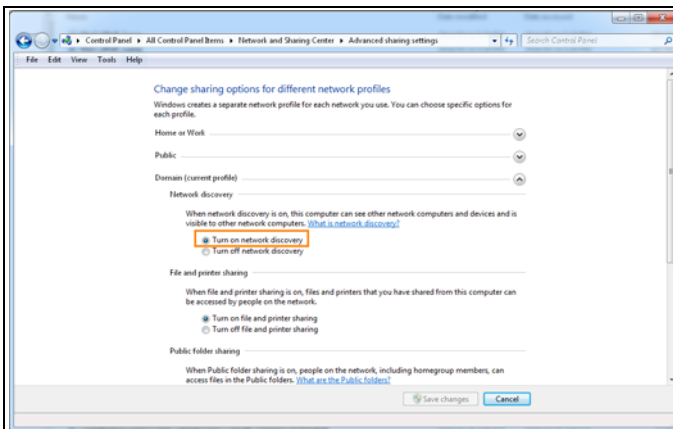 Control Panel ▸ All Control Panel Items ▸ Network and Sharing Center ▸ Advanced sharing settings
Search Control Panel
File Edit View Tools Help
Change sharing options for different network profiles
Windows creates a separate network profile for each network you use. You can choose specific options for
each profile.
Home or Work
Public
Domain (current profile)
Network discovery
When network discovery is on, this computer can see other network computers and devices and is
visible to other network computers. What is network discovery?
Turn on network discovery
Turn off network discovery
File and printer sharing
When file and printer sharing is on, files and printers that you have shared from this computer can
be accessed by people on the network.
Turn on file and printer sharing
Turn off file and printer sharing
Public folder sharing
When Public folder sharing is on, people on the network, including homegroup members, can
access files in the Public folders. What are the Public folders?
Save changes Cancel